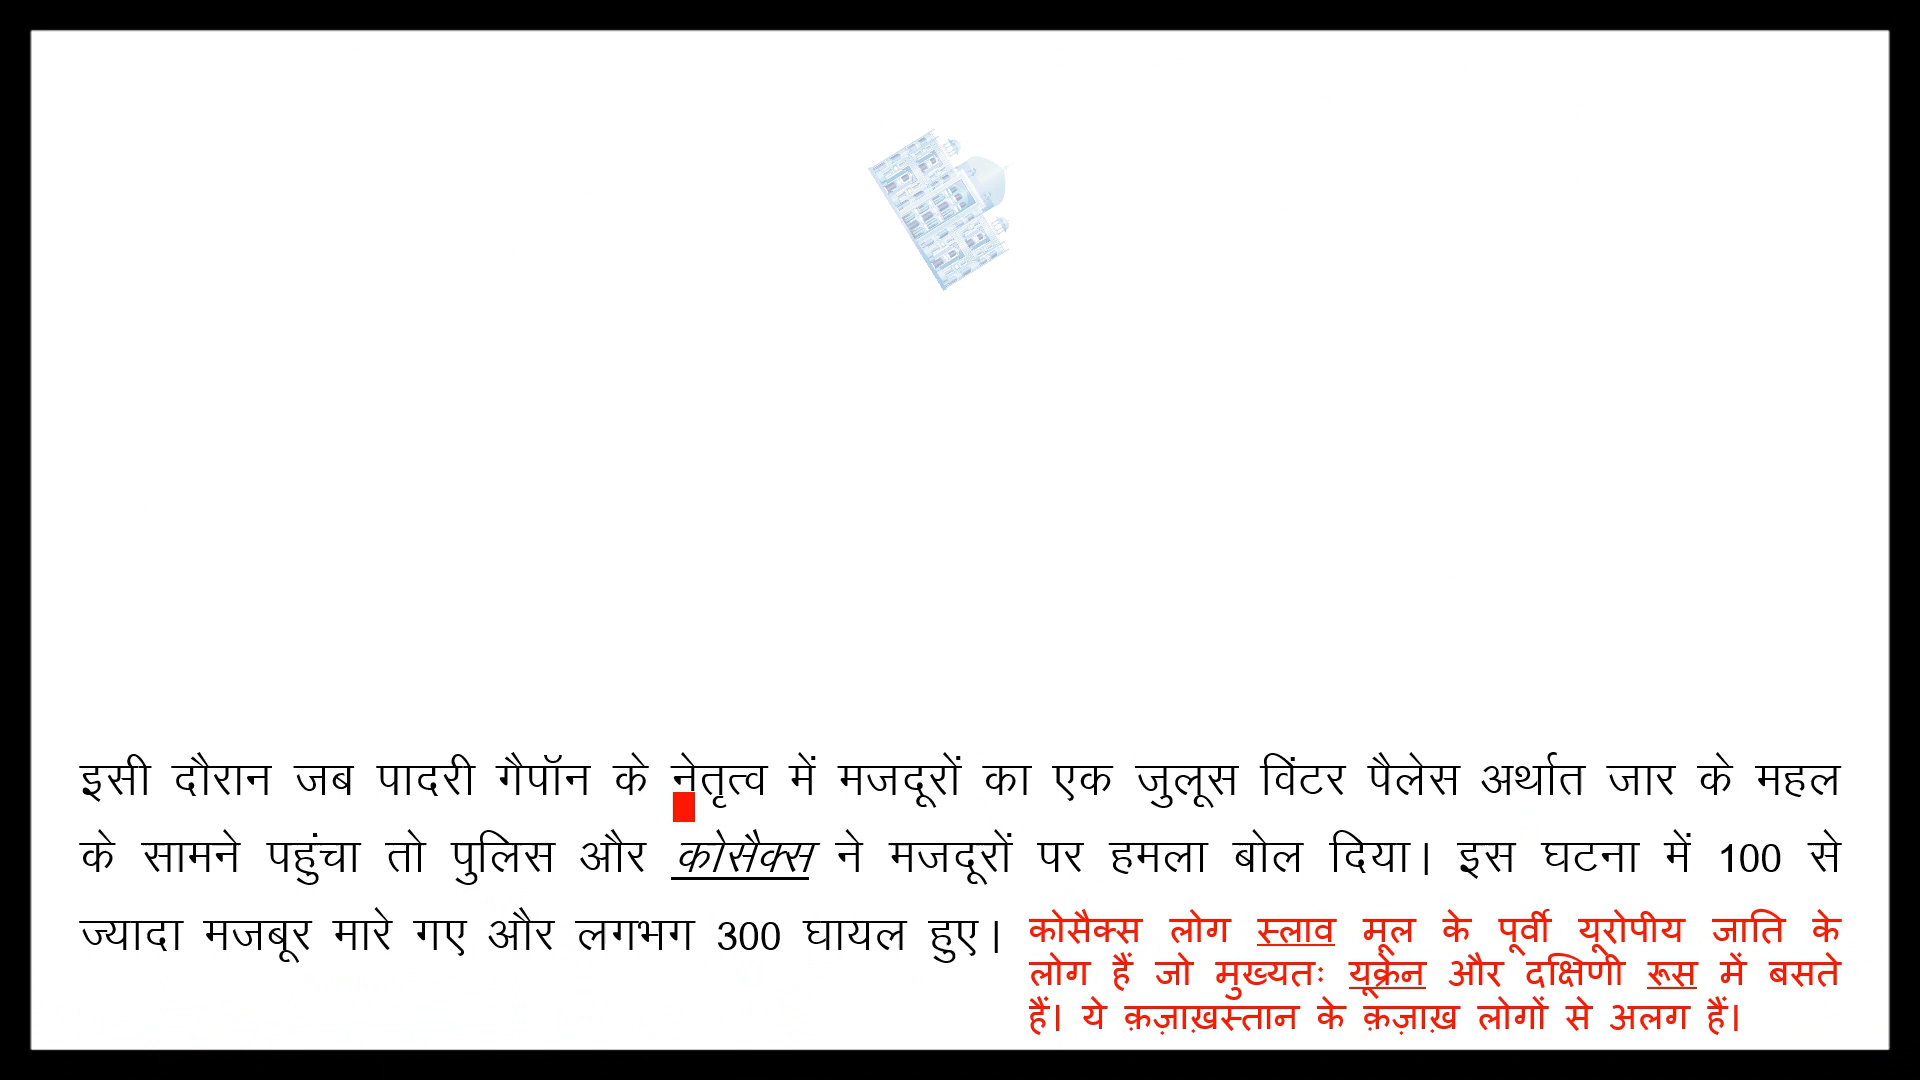 इसी दौरान जब पादरी गैपॉन के नेतृत्व में मजदूरों का एक जुलूस विंटर पैलेस अर्थात जार के महल
के सामने पहुंचा तो पुलिस और कोसैक्स ने मजदूरों पर हमला बोल दिया। इस घटना में 100 से
ज्यादा मजबूर मारे गए और लगभग 300 घायल हुए।
कोसैक्स लोग स्लाव मूल के पूर्वी यूरोपीय जाति के
लोग हैं जो मुख्यतः यूक्रेन और दक्षिणी रूस में बसते
हैं। ये क़ज़ाख़स्तान के क़ज़ाख़ लोगों से अलग हैं।